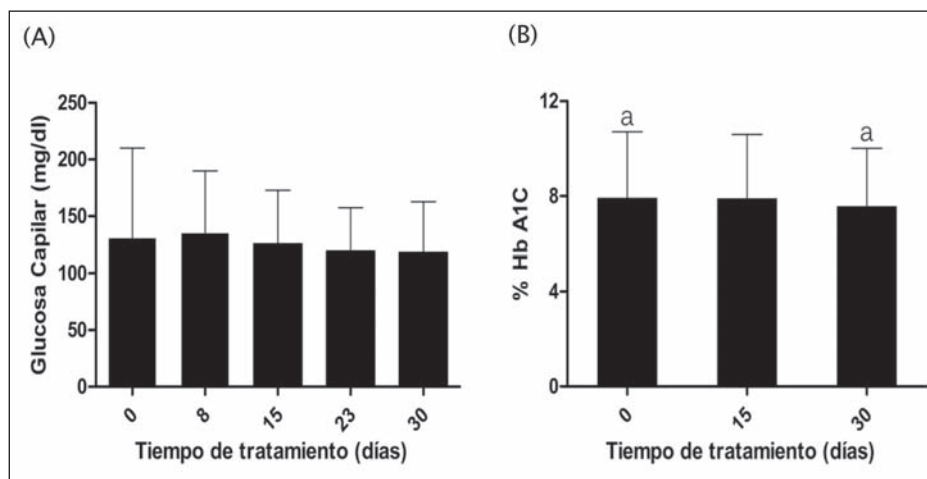 (A)
Glucosa Capilar (mg/dl)
250
200
150
100
50
0
0 8 15 23 30
Tiempo de tratamiento (días)
(B)
% Hb A1C
12
8
4
0
a a
0 15 30
Tiempo de tratamiento (días)